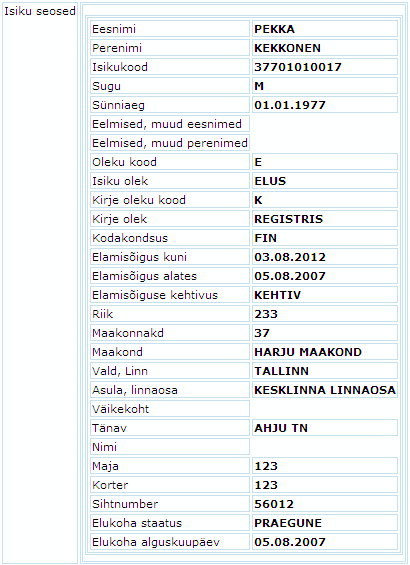 Isiku seosed
Eesnimi PEKKA
Perenimi KEKKONEN
Isikukood 37701010017
Sugu M
Sünniaeg 01.01.1977
Eelmised, muud eesnimed
Eelmised, muud perenimed
Oleku kood E
Isiku olek ELUS
Kirje oleku kood K
Kirje olek REGISTRIS
Kodakondsus FIN
Elamisõigus kuni 03.08.2012
Elamisõigus alates 05.08.2007
Elamisõiguse kehtivus KEHTIV
Riik 233
Maakonnakd 37
Maakond HARJU MAAKOND
Vald, Linn TALLINN
Asula, linnaosa KESKLINNA LINNAOSA
Väikekoht
Tänav AHJU TN
Nimi
Maja 123
Korter 123
Sihtnumber 56012
Elukoha staatus PRAEGUNE
Elukoha alguskuupäev 05.08.2007